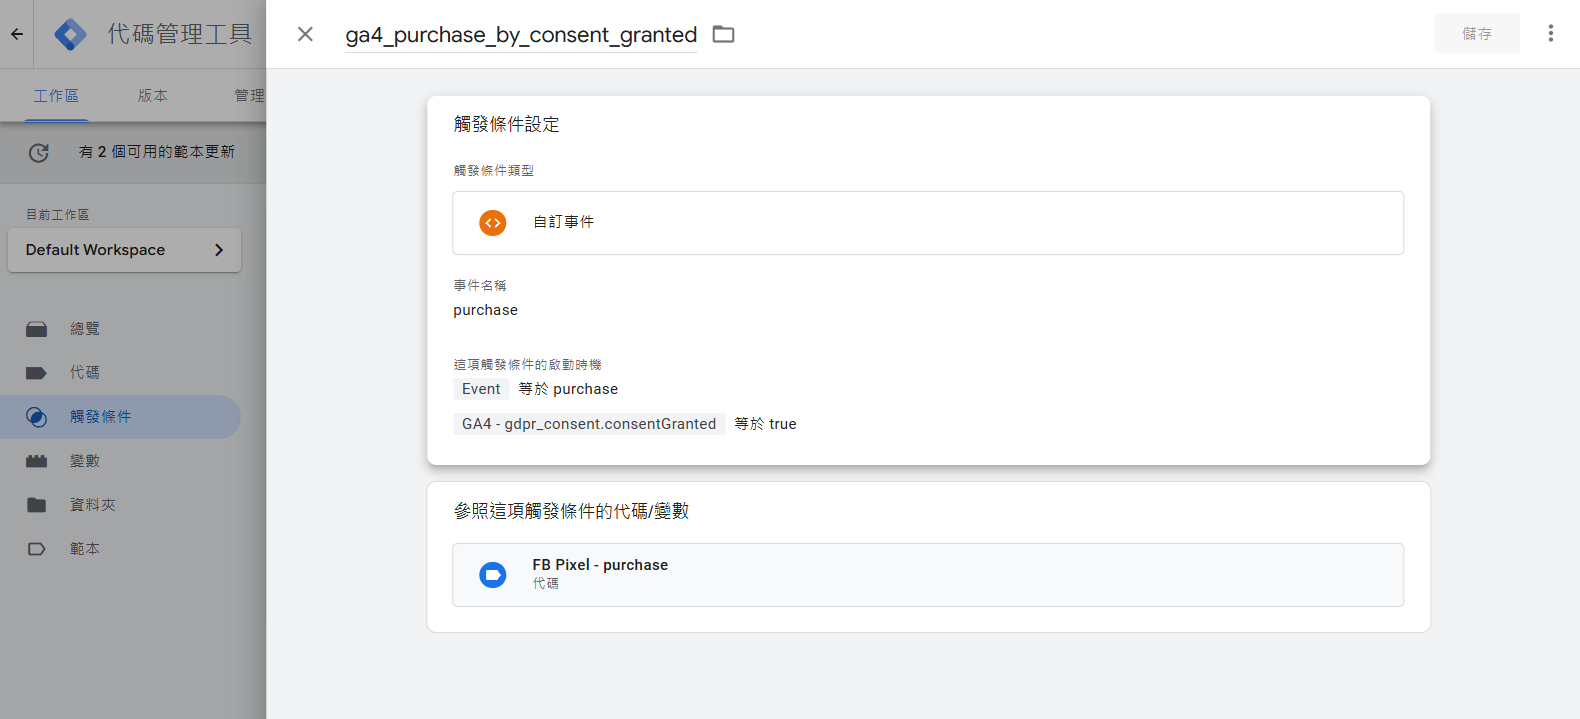 代碼管理工具
ga4_purchase_by_consent_granted
儲存
工作區
版本
管理
有 2 個可用的範本更新
目前工作區
Default Workspace
總覽
代碼
觸發條件
變數
資料夾
範本
觸發條件設定
觸發條件類型
自訂事件
事件名稱
purchase
這項觸發條件的啟動時機
Event 等於 purchase
GA4 - gdpr_consent.consentGranted 等於 true
參照這項觸發條件的代碼/變數
FB Pixel - purchase
代碼